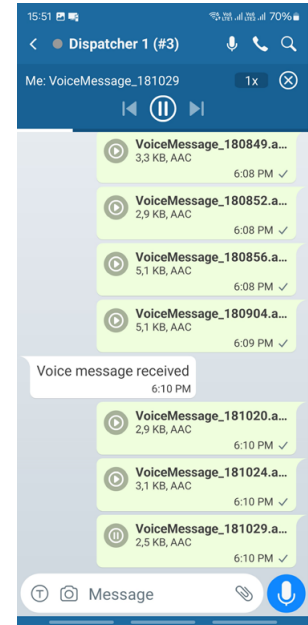 15:51 70%
Dispatcher 1 (#3)
Me: VoiceMessage_181029 1x
VoiceMessage_180849.a...
3,3 KB, AAC
6:08 PM
VoiceMessage_180852.a...
2,9 KB, AAC
6:08 PM
VoiceMessage_180856.a...
5,1 KB, AAC
6:08 PM
VoiceMessage_180904.a...
5,1 KB, AAC
6:09 PM
Voice message received
6:10 PM
VoiceMessage_181020.a...
2,9 KB, AAC
6:10 PM
VoiceMessage_181024.a...
3,1 KB, AAC
6:10 PM
VoiceMessage_181029.a...
2,5 KB, AAC
6:10 PM
T Message